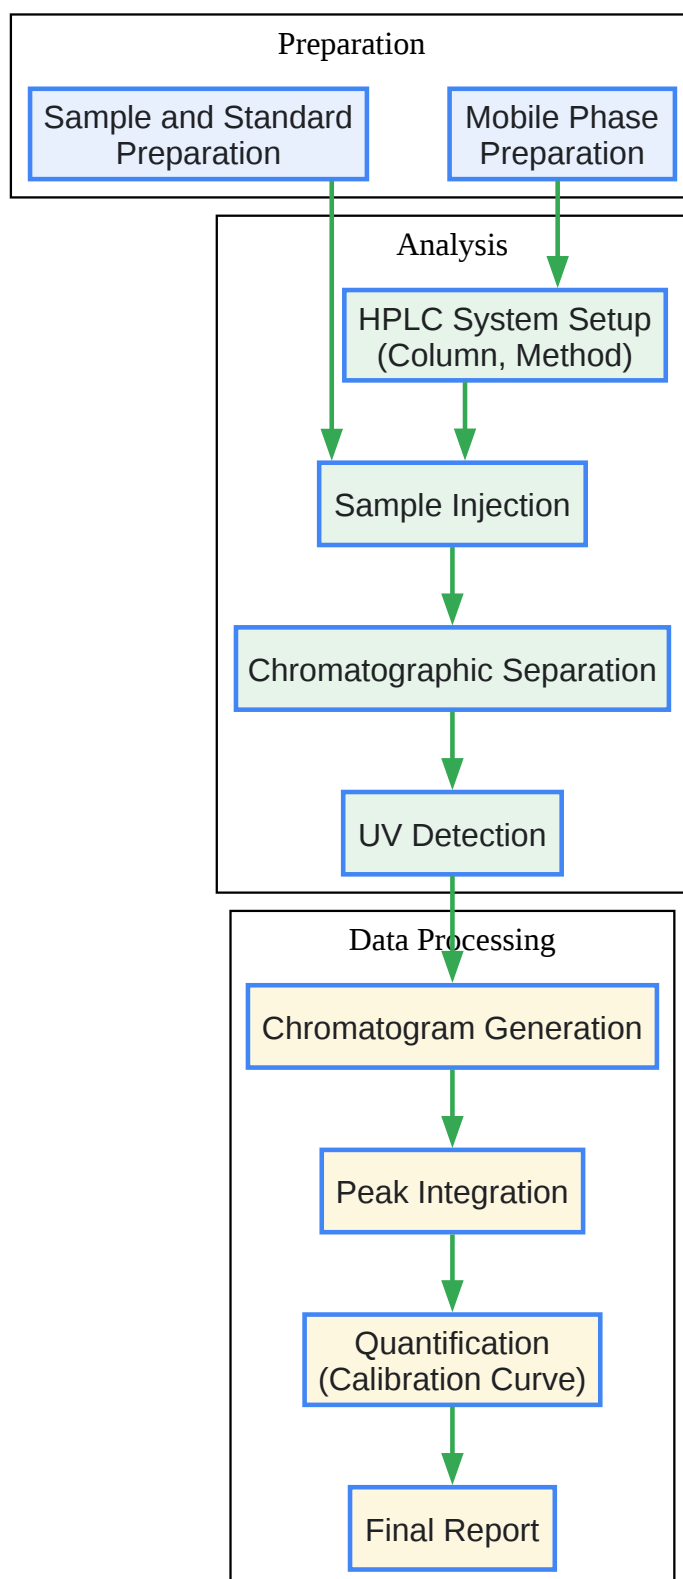 Preparation
Sample and Standard
Preparation
Mobile Phase
Preparation
Analysis
HPLC System Setup
(Column, Method)
Sample Injection
Chromatographic Separation
UV Detection
Data Processing
Chromatogram Generation
Peak Integration
Quantification
(Calibration Curve)
Final Report